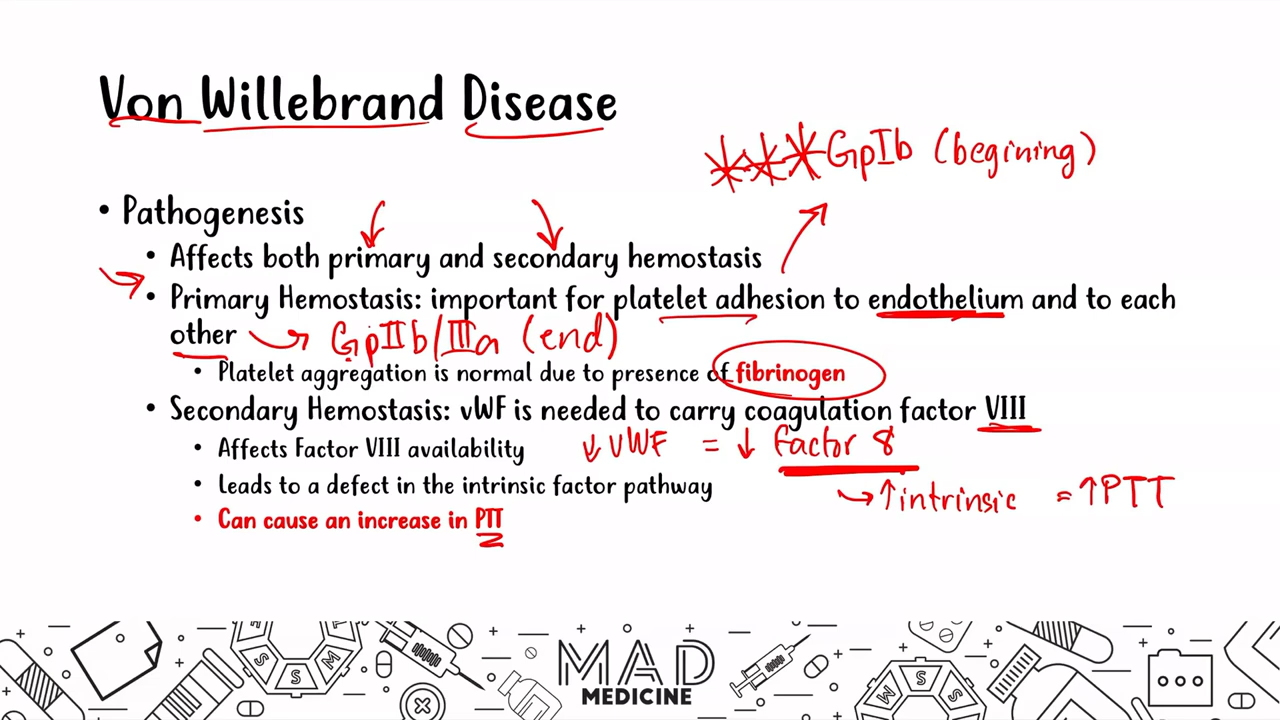 Von Willebrand Disease
***GpIb (begining)
• Pathogenesis
• Affects both primary and secondary hemostasis
• Primary Hemostasis: important for platelet adhesion to endothelium and to each
other
GpIIb/IIIa (end)
• Platelet aggregation is normal due to presence of fibrinogen
• Secondary Hemostasis: vWF is needed to carry coagulation factor VIII
• Affects Factor VIII availability
↓ vWF = ↓ factor 8
• Leads to a defect in the intrinsic factor pathway
→ ↑ intrinsic = ↑ PTT
• Can cause an increase in PTT
S S M
M S S
MAD
MEDICINE